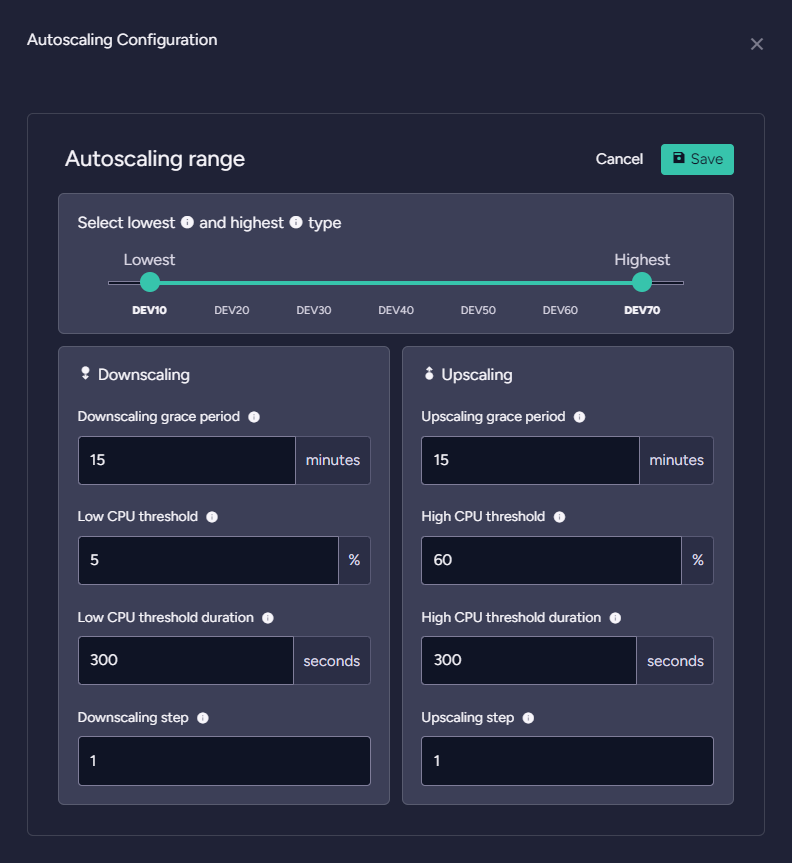 Autoscaling Configuration
Autoscaling range
Cancel
Save
Select lowest and highest type
Lowest
Highest
DEV10
DEV20
DEV30
DEV40
DEV50
DEV60
DEV70
Downscaling
Downscaling grace period
15
minutes
Low CPU threshold
5
%
Low CPU threshold duration
300
seconds
Downscaling step
1
Upscaling
Upscaling grace period
15
minutes
High CPU threshold
60
%
High CPU threshold duration
300
seconds
Upscaling step
1